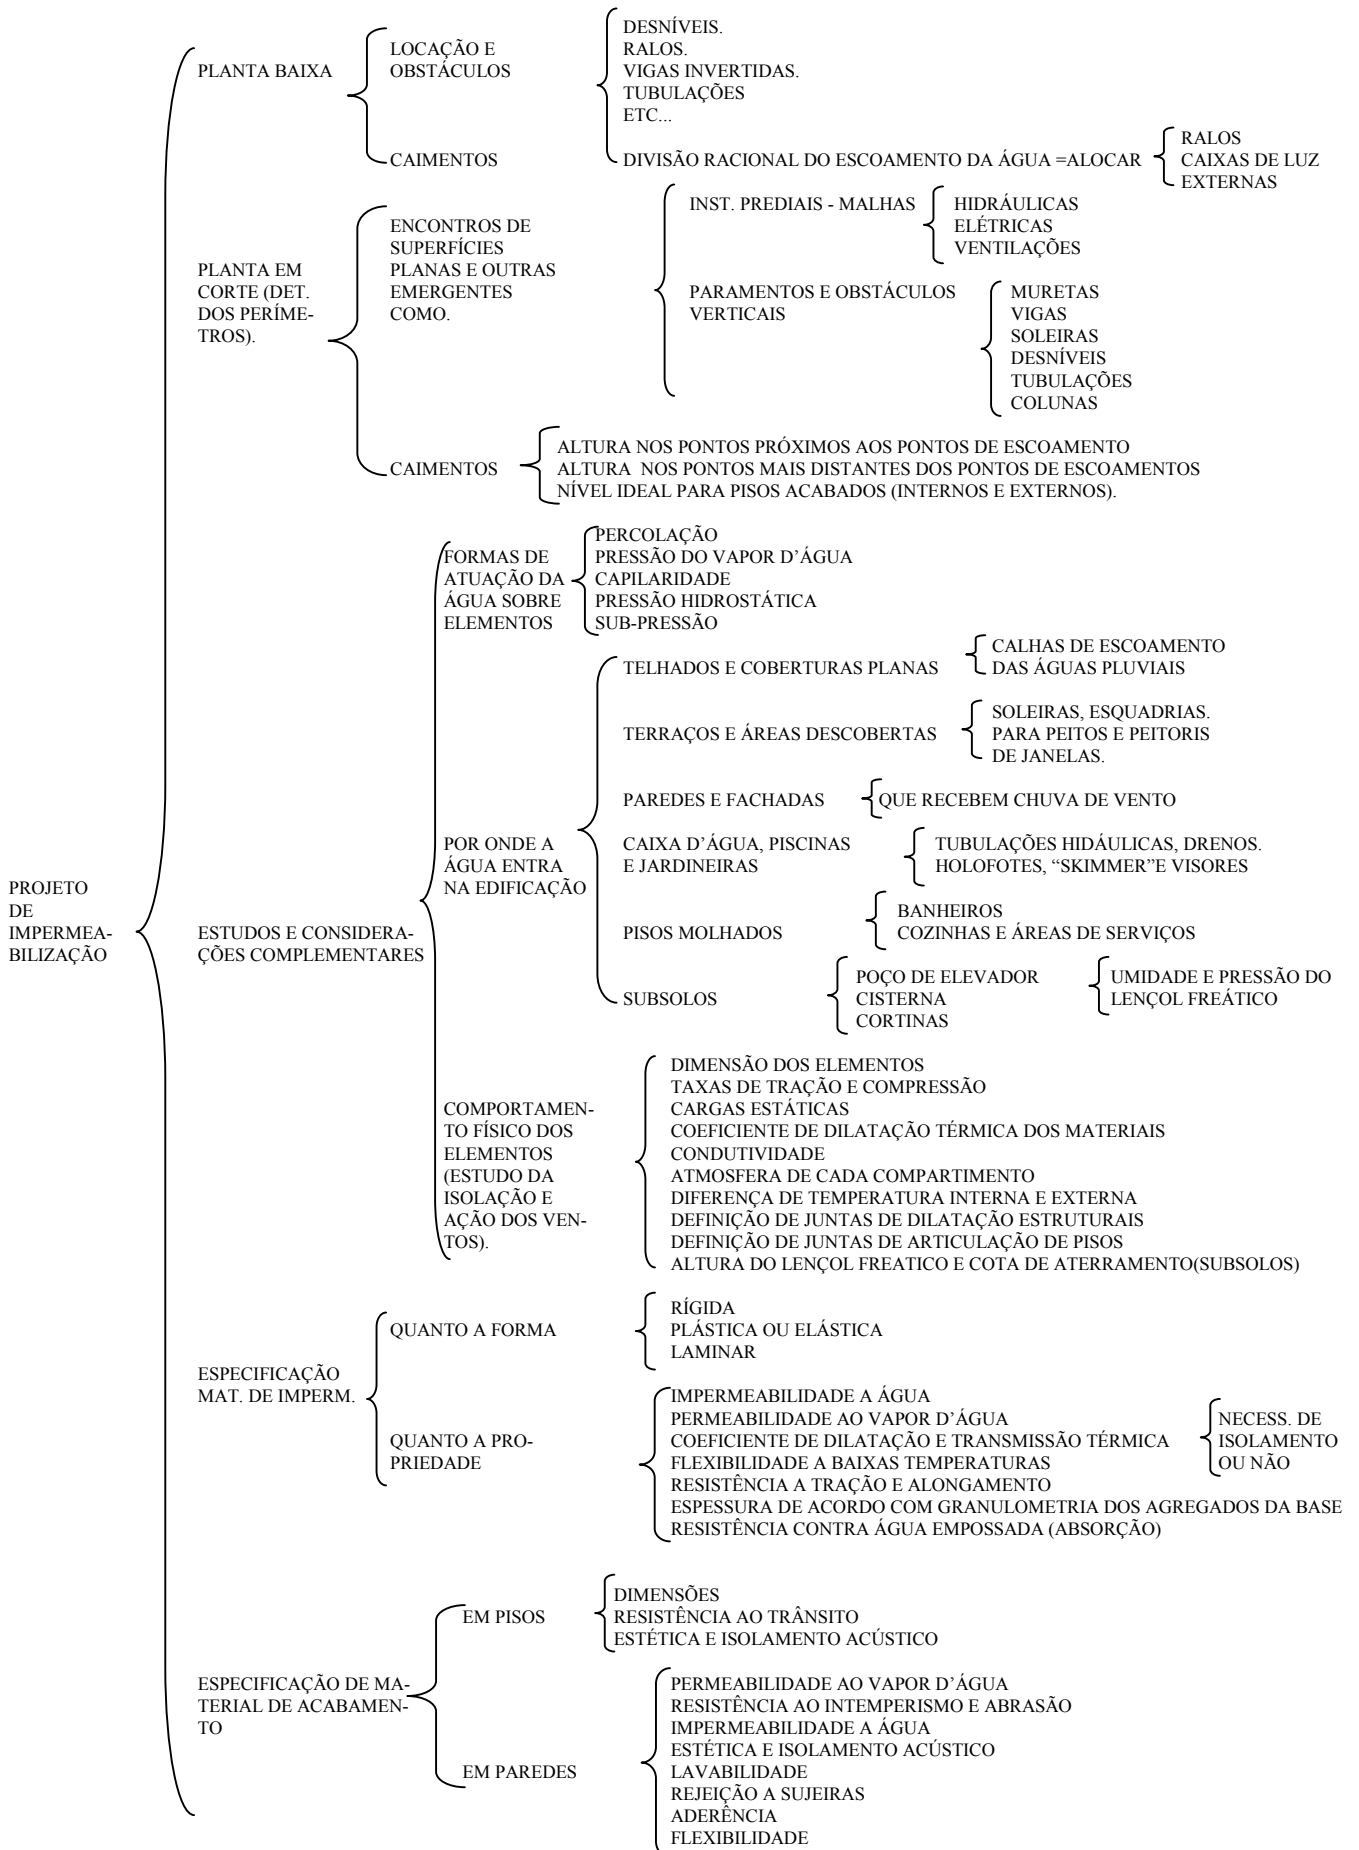 PROJETO
DE
IMPERMEA-
BILIZAÇÃO
PLANTA BAIXA
LOCAÇÃO E
OBSTÁCULOS
DESNÍVEIS.
RALOS.
VIGAS INVERTIDAS.
TUBULAÇÕES
ETC...
CAIMENTOS
DIVISÃO RACIONAL DO ESCOAMENTO DA ÁGUA =ALOCAR
RALOS
CAIXAS DE LUZ
EXTERNAS
PLANTA EM
CORTE (DET.
DOS PERÍME-
TROS).
ENCONTROS DE
SUPERFÍCIES
PLANAS E OUTRAS
EMERGENTES
COMO.
INST. PREDIAIS - MALHAS
HIDRÁULICAS
ELÉTRICAS
VENTILAÇÕES
PARAMENTOS E OBSTÁCULOS
VERTICAIS
MURETAS
VIGAS
SOLEIRAS
DESNÍVEIS
TUBULAÇÕES
COLUNAS
CAIMENTOS
ALTURA NOS PONTOS PRÓXIMOS AOS PONTOS DE ESCOAMENTO
ALTURA NOS PONTOS MAIS DISTANTES DOS PONTOS DE ESCOAMENTOS
NÍVEL IDEAL PARA PISOS ACABADOS (INTERNOS E EXTERNOS).
ESTUDOS E CONSIDERA-
ÇÕES COMPLEMENTARES
FORMAS DE
ATUAÇÃO DA
ÁGUA SOBRE
ELEMENTOS
PERCOLAÇÃO
PRESSÃO DO VAPOR D’ÁGUA
CAPILARIDADE
PRESSÃO HIDROSTÁTICA
SUB-PRESSÃO
POR ONDE A
ÁGUA ENTRA
NA EDIFICAÇÃO
TELHADOS E COBERTURAS PLANAS
CALHAS DE ESCOAMENTO
DAS ÁGUAS PLUVIAIS
TERRAÇOS E ÁREAS DESCOBERTAS
SOLEIRAS, ESQUADRIAS.
PARA PEITOS E PEITORIS
DE JANELAS.
PAREDES E FACHADAS
QUE RECEBEM CHUVA DE VENTO
CAIXA D’ÁGUA, PISCINAS
E JARDINEIRAS
TUBULAÇÕES HIDÁULICAS, DRENOS.
HOLOFOTES, “SKIMMER”E VISORES
PISOS MOLHADOS
BANHEIROS
COZINHAS E ÁREAS DE SERVIÇOS
SUBSOLOS
POÇO DE ELEVADOR
CISTERNA
CORTINAS
UMIDADE E PRESSÃO DO
LENÇOL FREÁTICO
COMPORTAMEN-
TO FÍSICO DOS
ELEMENTOS
(ESTUDO DA
ISOLAÇÃO E
AÇÃO DOS VEN-
TOS).
DIMENSÃO DOS ELEMENTOS
TAXAS DE TRAÇÃO E COMPRESSÃO
CARGAS ESTÁTICAS
COEFICIENTE DE DILATAÇÃO TÉRMICA DOS MATERIAIS
CONDUTIVIDADE
ATMOSFERA DE CADA COMPARTIMENTO
DIFERENÇA DE TEMPERATURA INTERNA E EXTERNA
DEFINIÇÃO DE JUNTAS DE DILATAÇÃO ESTRUTURAIS
DEFINIÇÃO DE JUNTAS DE ARTICULAÇÃO DE PISOS
ALTURA DO LENÇOL FREATICO E COTA DE ATERRAMENTO(SUBSOLOS)
ESPECIFICAÇÃO
MAT. DE IMPERM.
QUANTO A FORMA
RÍGIDA
PLÁSTICA OU ELÁSTICA
LAMINAR
QUANTO A PRO-
PRIEDADE
IMPERMEABILIDADE A ÁGUA
PERMEABILIDADE AO VAPOR D’ÁGUA
COEFICIENTE DE DILATAÇÃO E TRANSMISSÃO TÉRMICA
FLEXIBILIDADE A BAIXAS TEMPERATURAS
RESISTÊNCIA A TRAÇÃO E ALONGAMENTO
ESPESSURA DE ACORDO COM GRANULOMETRIA DOS AGREGADOS DA BASE
RESISTÊNCIA CONTRA ÁGUA EMPOSSADA (ABSORÇÃO)
NECESS. DE
ISOLAMENTO
OU NÃO
ESPECIFICAÇÃO DE MA-
TERIAL DE ACABAMEN-
TO
EM PISOS
DIMENSÕES
RESISTÊNCIA AO TRÂNSITO
ESTÉTICA E ISOLAMENTO ACÚSTICO
EM PAREDES
PERMEABILIDADE AO VAPOR D’ÁGUA
RESISTÊNCIA AO INTEMPERISMO E ABRASÃO
IMPERMEABILIDADE A ÁGUA
ESTÉTICA E ISOLAMENTO ACÚSTICO
LAVABILIDADE
REJEIÇÃO A SUJEIRAS
ADERÊNCIA
FLEXIBILIDADE